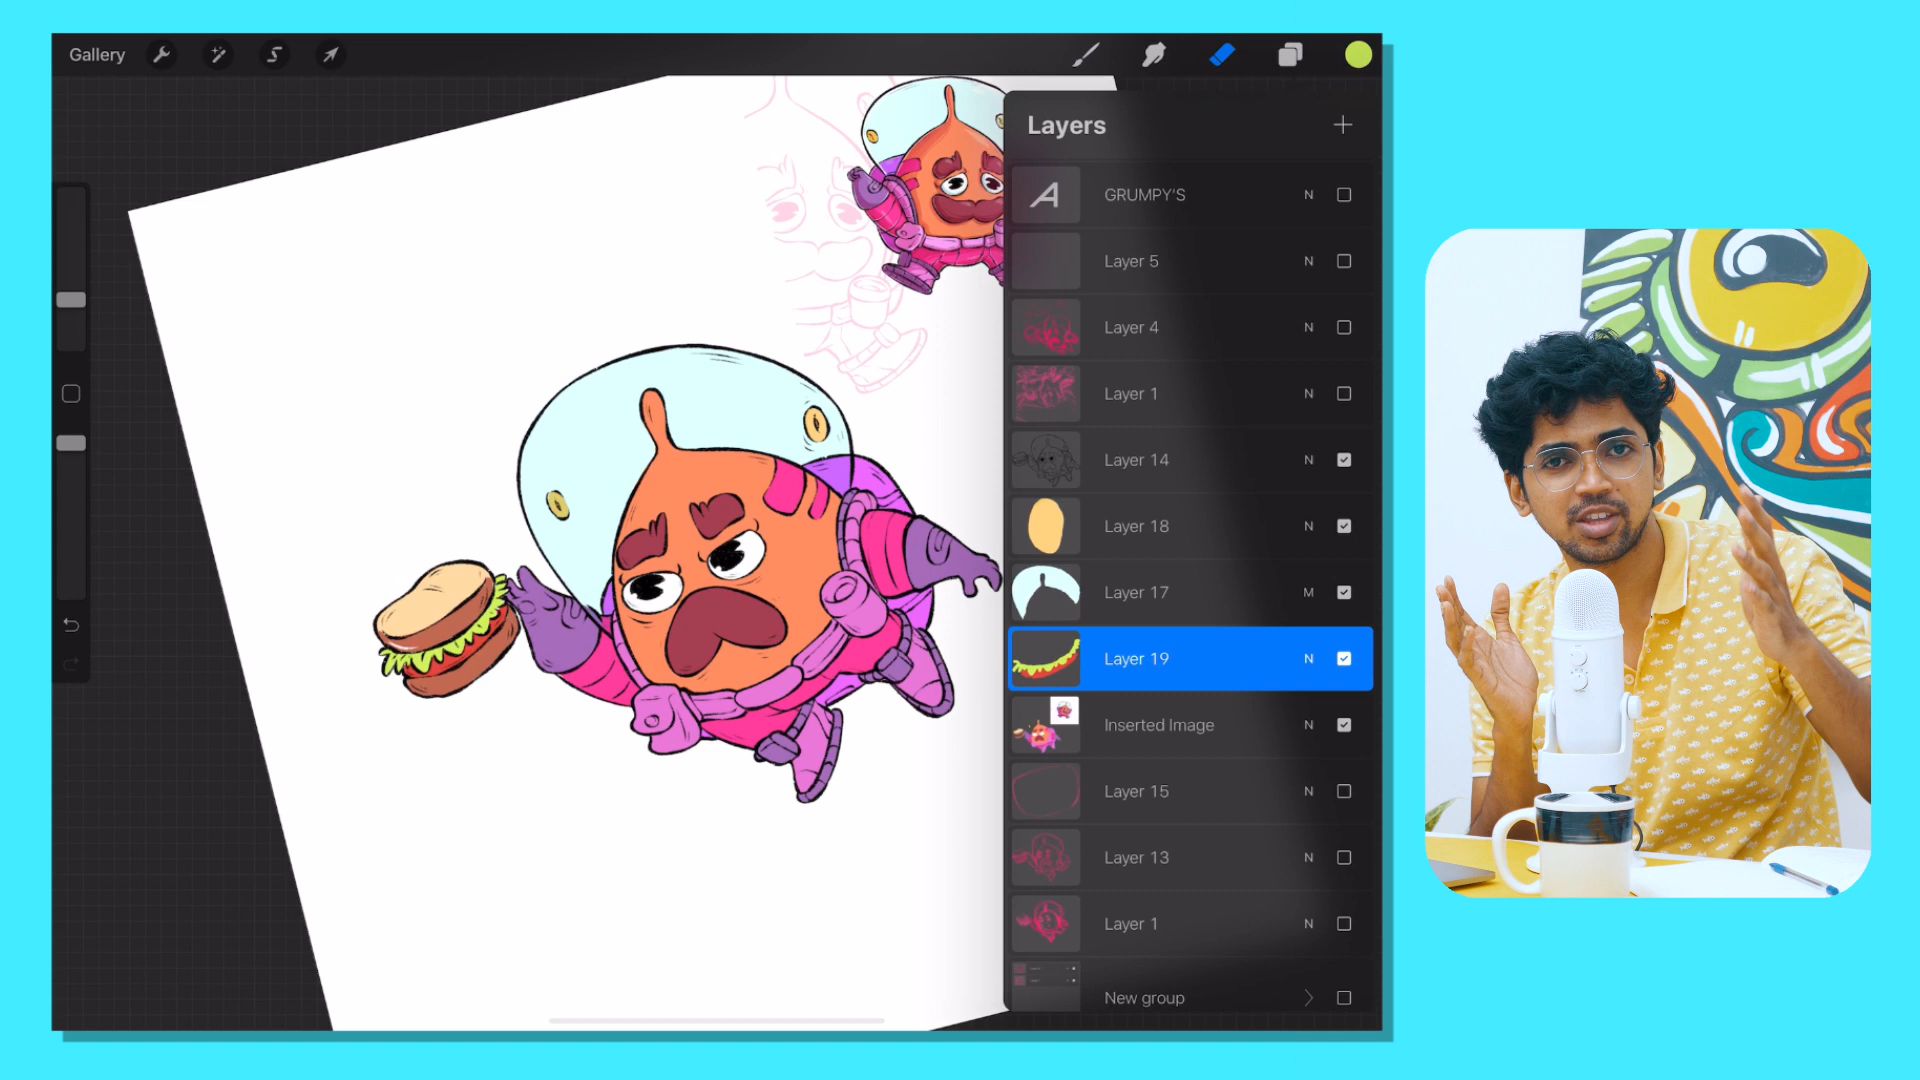 Gallery
Layers
A GRUMPY'S N
Layer 5 N
Layer 4 N
Layer 1 N
Layer 14 N
Layer 18 N
Layer 17 M
Layer 19 N
Inserted Image N
Layer 15 N
Layer 13 N
Layer 1 N
New group